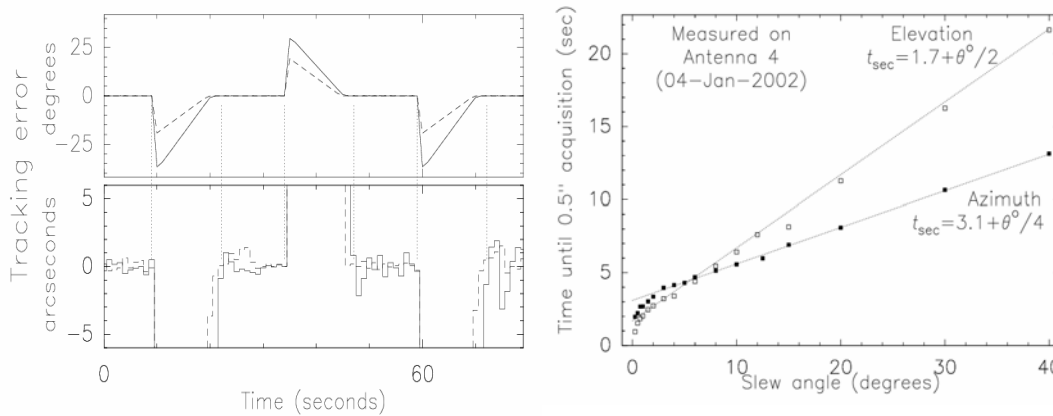 Tracking error
degrees
arcseconds
25
0
−25
5
0
−5
0
60
Time (seconds)
Time until 0.5" acquisition (sec)
20
15
10
5
0
Measured on
Antenna 4
(04−Jan−2002)
Elevation
tsec=1.7+θ°/2
Azimuth
tsec=3.1+θ°/4
0
10
20
30
40
Slew angle (degrees)